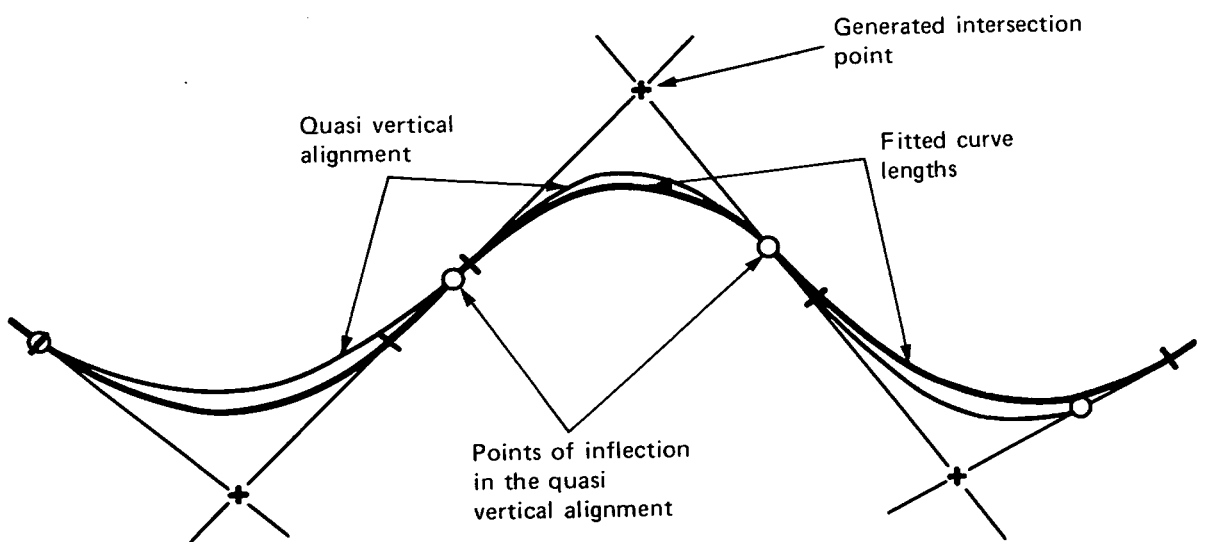 Generated intersection
point
Quasi vertical
alignment
Fitted curve
lengths
Points of inflection
in the quasi
vertical alignment